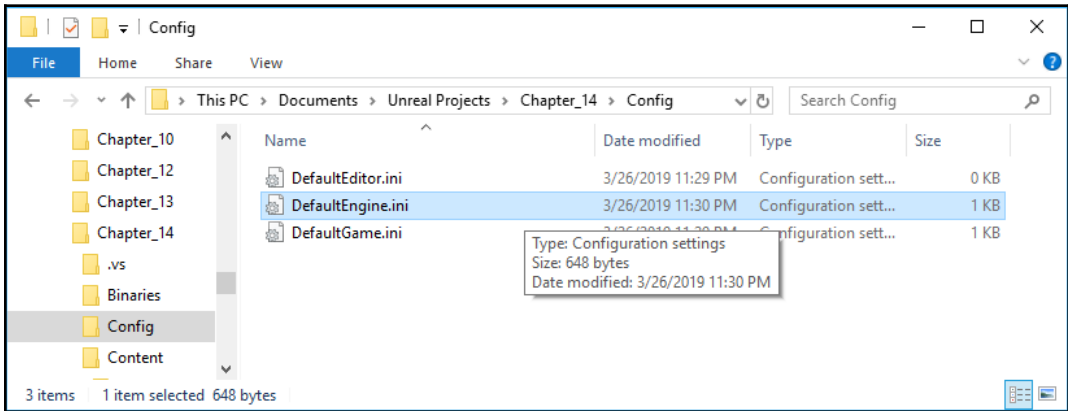 Config
File Home Share View
This PC > Documents > Unreal Projects > Chapter_14 > Config Search Config
Chapter_10
Chapter_12
Chapter_13
Chapter_14
.vs
Binaries
Config
Content
Name Date modified Type Size
DefaultEditor.ini 3/26/2019 11:29 PM Configuration sett... 0 KB
DefaultEngine.ini 3/26/2019 11:30 PM Configuration sett... 1 KB
DefaultGame.ini nfiguration sett... 1 KB
Type: Configuration settings
Size: 648 bytes
Date modified: 3/26/2019 11:30 PM
3 items 1 item selected 648 bytes